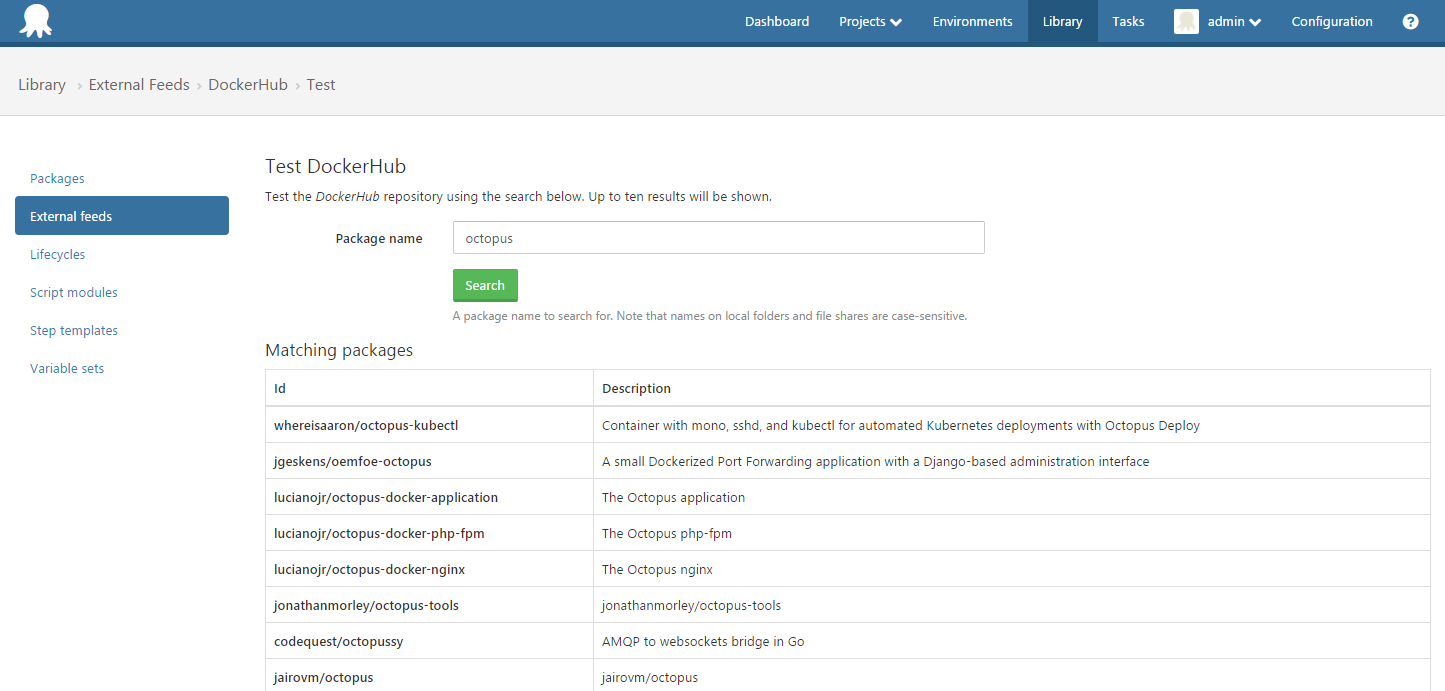 Dashboard Projects Environments Library Tasks admin Configuration ?
Library › External Feeds › DockerHub › Test
Packages
External feeds
Lifecycles
Script modules
Step templates
Variable sets
Test DockerHub
Test the DockerHub repository using the search below. Up to ten results will be shown.
Package name octopus
Search
A package name to search for. Note that names on local folders and file shares are case-sensitive.
Matching packages
Id Description
whereisaaron/octopus-kubectl Container with mono, sshd, and kubectl for automated Kubernetes deployments with Octopus Deploy
jgeskens/oemfoe-octopus A small Dockerized Port Forwarding application with a Django-based administration interface
lucianojr/octopus-docker-application The Octopus application
lucianojr/octopus-docker-php-fpm The Octopus php-fpm
lucianojr/octopus-docker-nginx The Octopus nginx
jonathanmorley/octopus-tools jonathanmorley/octopus-tools
codequest/octopussy AMQP to websockets bridge in Go
jairovm/octopus jairovm/octopus